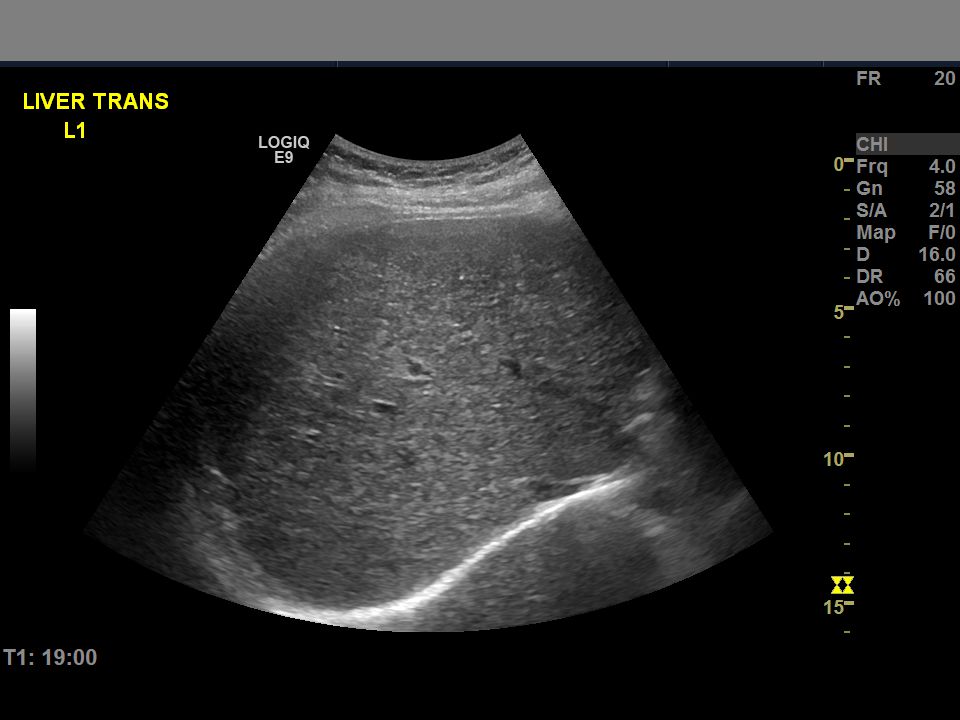 LIVER TRANS
L1
LOGIQ
E9
FR 20
CHI
Frq 4.0
Gn 58
S/A 2/1
Map F/0
D 16.0
DR 66
AO% 100
0
5
10
15
T1: 19:00